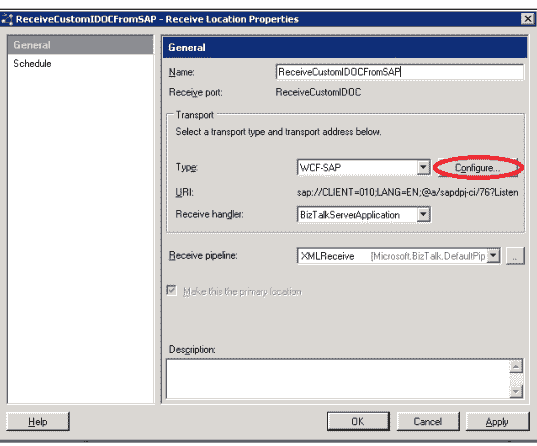 ReceiveCustomIDOCFromSAP - Receive Location Properties
General
Schedule
General
Name: ReceiveCustomIDOCFromSAP
Receive port: ReceiveCustomIDOC
Transport
Select a transport type and transport address below.
Type: WCF-SAP Configure...
URI: sap://CLIENT=010;LANG=EN;@a/sapdpj-ci/76?Listen
Receive handler: BizTalkServerApplication
Receive pipeline: XMLReceive [Microsoft.BizTalk.DefaultPip ...
Make this the primary location
Description:
Help OK Cancel Apply